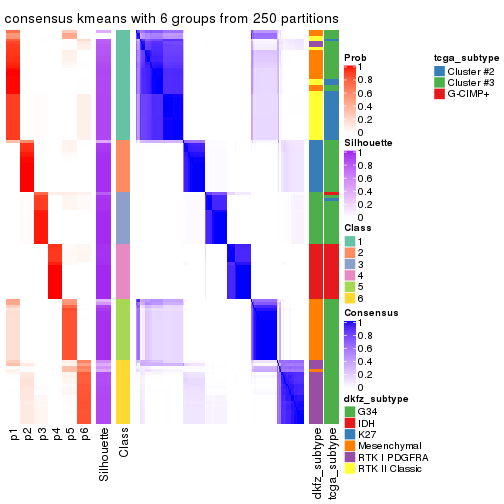 consensus kmeans with 6 groups from 250 partitions
Prob
1
0.8
0.6
0.4
0.2
0
Silhouette
1
0.8
0.6
0.4
0.2
0
Class
1
2
3
4
5
6
Consensus
1
0.8
0.6
0.4
0.2
0
dkfz_subtype
G34
IDH
K27
Mesenchymal
RTK I PDGFRA
RTK II Classic
tcga_subtype
Cluster #2
Cluster #3
G-CIMP+
p1
p2
p3
p4
p5
p6
Silhouette
Class
dkfz_subtype
tcga_subtype